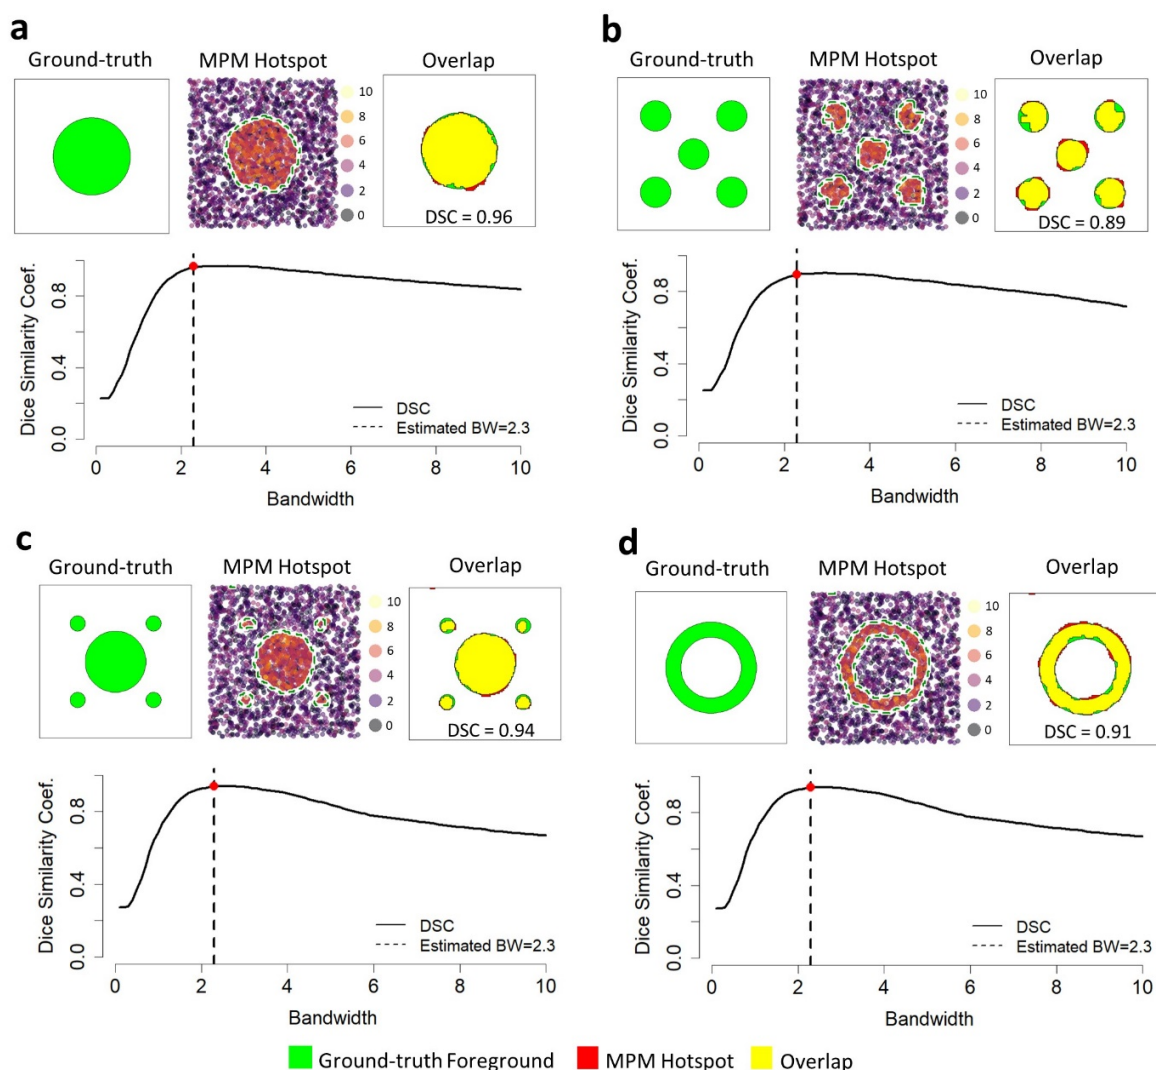 a
Ground-truth MPM Hotspot Overlap
10
8
6
4
2
0
DSC = 0.96
Dice Similarity Coef.
0.8
0.4
0.0
DSC
Estimated BW=2.3
0 2 4 6 8 10
Bandwidth
b
Ground-truth MPM Hotspot Overlap
10
8
6
4
2
0
DSC = 0.89
Dice Similarity Coef.
0.8
0.4
0.0
DSC
Estimated BW=2.3
0 2 4 6 8 10
Bandwidth
c
Ground-truth MPM Hotspot Overlap
10
8
6
4
2
0
DSC = 0.94
Dice Similarity Coef.
0.8
0.4
0.0
DSC
Estimated BW=2.3
0 2 4 6 8 10
Bandwidth
d
Ground-truth MPM Hotspot Overlap
10
8
6
4
2
0
DSC = 0.91
Dice Similarity Coef.
0.8
0.4
0.0
DSC
Estimated BW=2.3
0 2 4 6 8 10
Bandwidth
Ground-truth Foreground MPM Hotspot Overlap